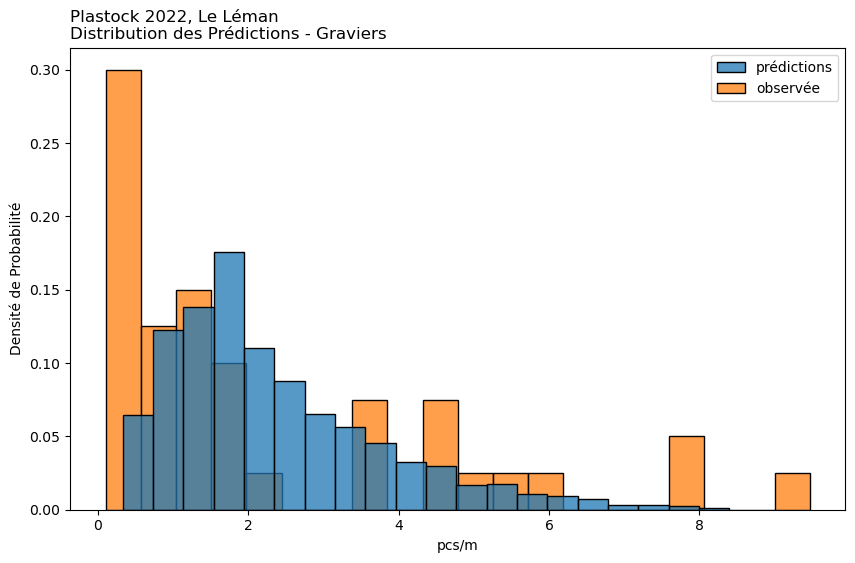 Plastock 2022, Le Léman
Distribution des Prédictions - Graviers
prédictions
observée
Densité de Probabilité
0.30
0.25
0.20
0.15
0.10
0.05
0.00
0 2 4 6 8
pcs/m